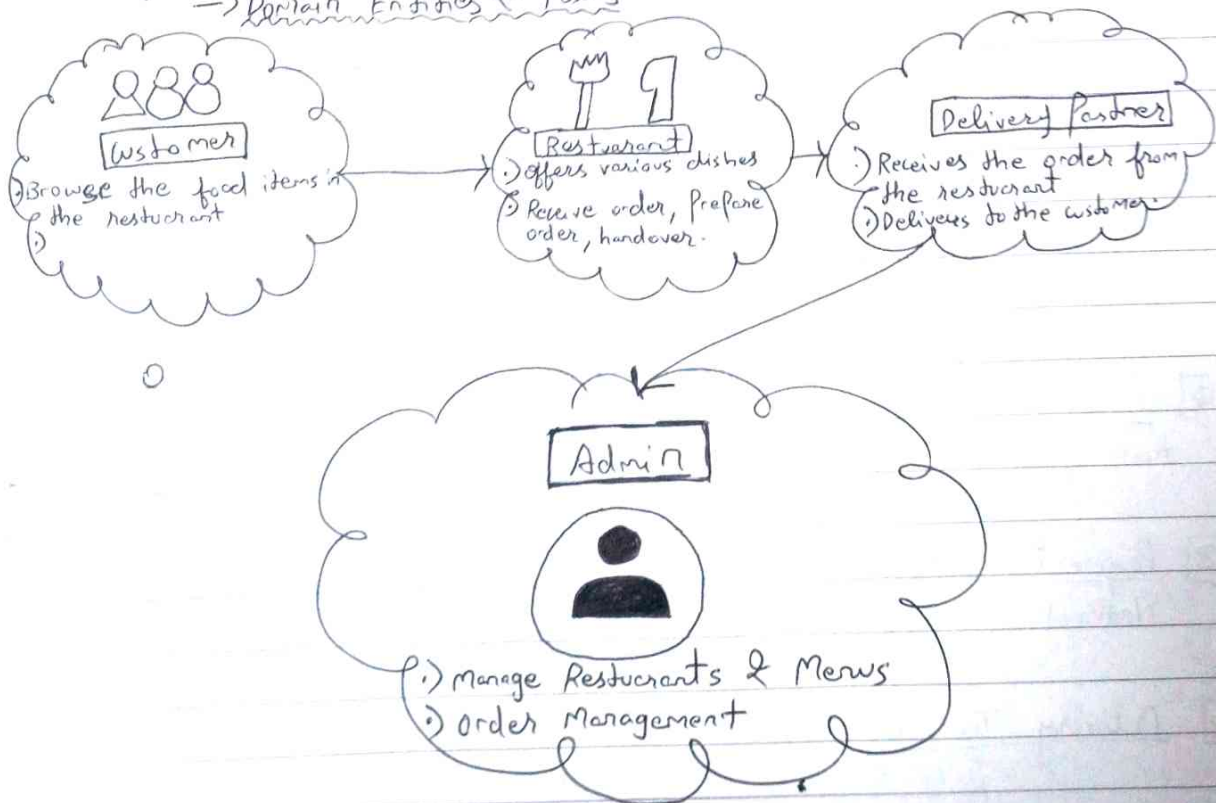 -> Domain Entities
Customer
.) Browse the food items in
the restuarant
.)
Restuarant
.) offers various dishes
.) Receive order, Prepare
order, handover.
Delivery Partner
.) Receives the order from
the restuarant
.) Delivers to the customer.
Admin
.) Manage Restuarants & Menus
.) Order Management